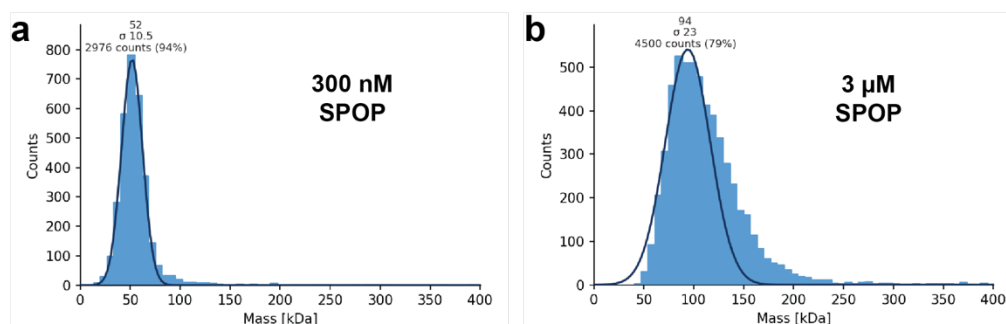 a
52
σ 10.5
2976 counts (94%)
300 nM
SPOP
Counts
800
700
600
500
400
300
200
100
0
0 50 100 150 200 250 300 350 400
Mass [kDa]
b
94
σ 23
4500 counts (79%)
3 μM
SPOP
Counts
500
400
300
200
100
0
0 50 100 150 200 250 300 350 400
Mass [kDa]